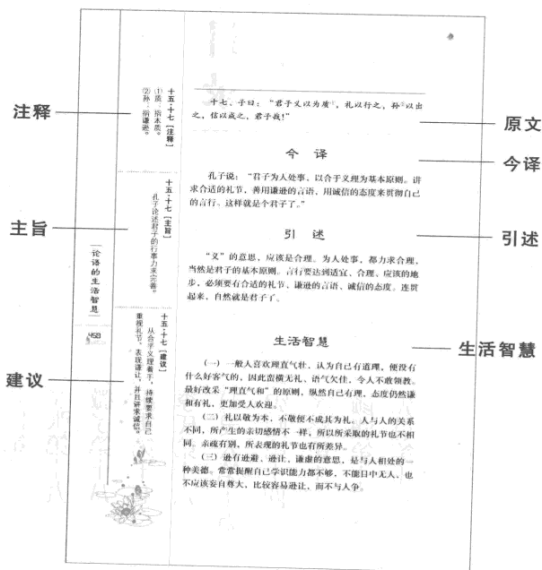 注释
主旨
建议
原文
今译
引述
生活智慧
十五·十七【注释】
①质：指本质。
②孙：指谦逊。
十五·十七【主旨】
孔子论述君子的行事力求完善。
十五·十七【建议】
从合乎义理着手，持续要求自己
重视礼节，表现谦让，并且讲求诚信。
论语的生活智慧
450
十七、子曰：“君子义以为质①，礼以行之，孙②以出
之，信以成之，君子哉！”
今 译
孔子说：“君子为人处事，以合乎义理为基本原则。讲
求合适的礼节，善用谦逊的言语，用诚信的态度来贯彻自己
的言行。这样就是个君子了。”
引 述
“义”的意思，应该是合理。为人处事，都力求合理，
当然是君子的基本原则。言行要达到适宜、合理、应该的地
步，必须要有合适的礼节、谦逊的言语、诚信的态度。连贯
起来，自然就是君子了。
生活智慧
（一）一般人喜欢理直气壮，认为自己有道理，便没有
什么好客气的，因此蛮横无礼，语气欠佳，令人不敢领教。
最好改采“理直气和”的原则，纵然自己有理，态度仍然谦
和有礼，更加受人欢迎。
（二）礼以敬为本，不敬便不成其为礼。人与人的关系
不同，所产生的亲切感情不一样，所以所采取的礼节也不相
同。亲疏有别，所表现的礼节也有所差异。
（三）逊有逊避，逊让，谦虚的意思，是与人相处的一
种美德。常常提醒自己学识能力都不够，不能目中无人，也
不应该妄自尊大，比较容易逊让，而不与人争。